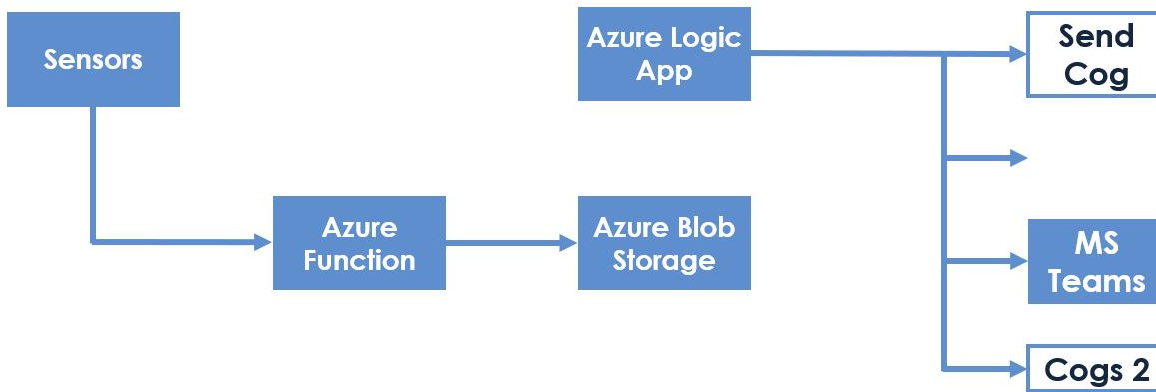 Sensors
Azure Logic
App
Send
Cog
Azure
Function
Azure Blob
Storage
MS
Teams
Cogs 2